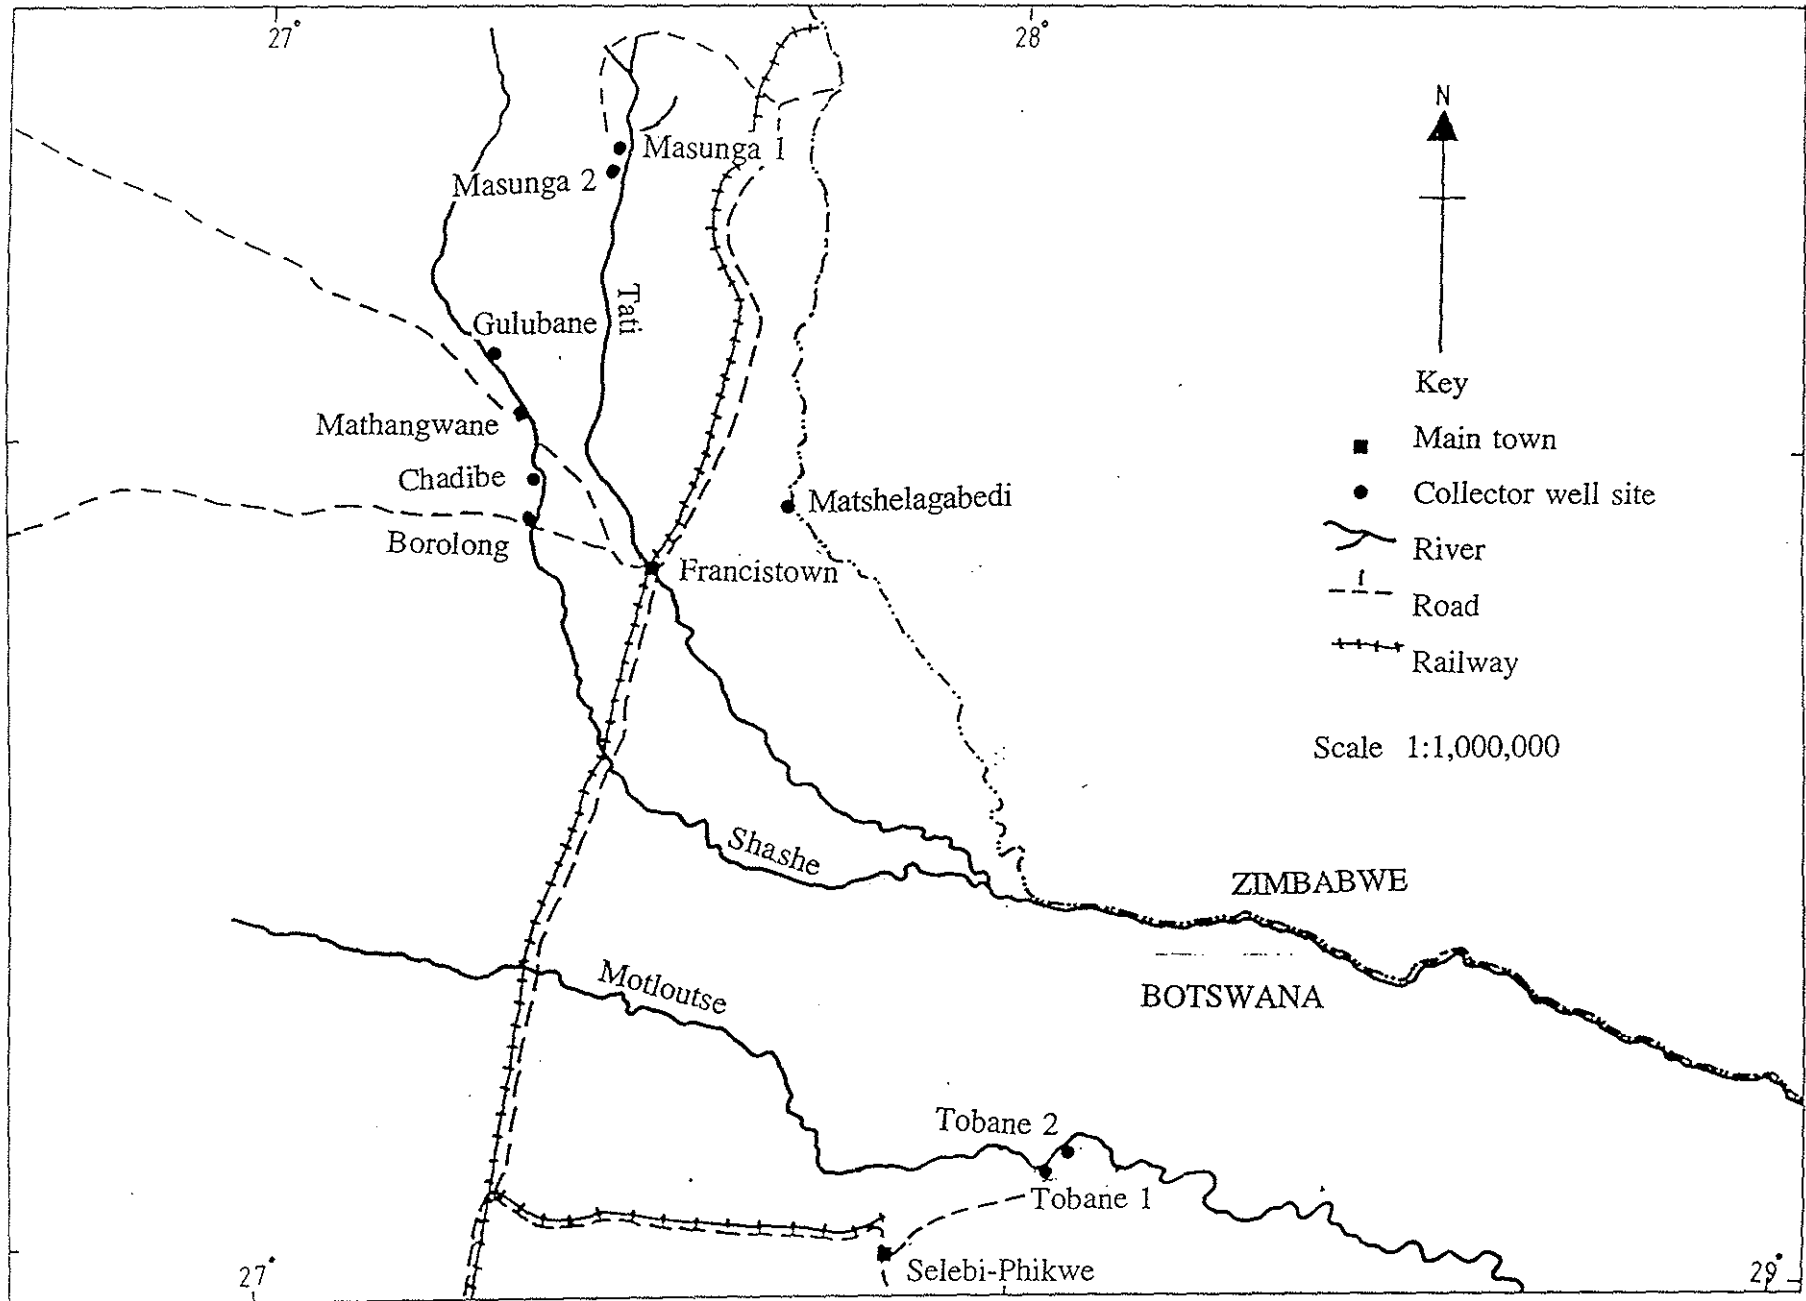 27°
28°
N
Masunga 1
Masunga 2
Tati
Gulubane
Key
Mathangwane
Main town
Chadibe
Collector well site
Matshelagabedi
Borolong
River
Francistown
Road
Railway
Scale 1:1,000,000
Shashe
ZIMBABWE
Motloutse
BOTSWANA
Tobane 2
Tobane 1
27°
Selebi-Phikwe
29°